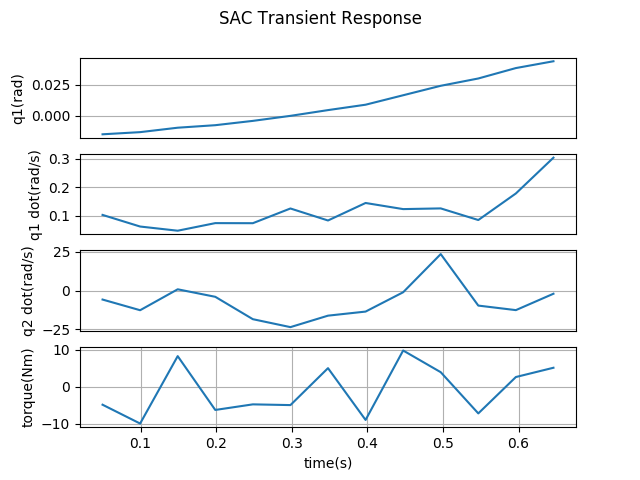 SAC Transient Response
q1(rad)
0.025
0.000
q1 dot(rad/s)
0.3
0.2
0.1
q2 dot(rad/s)
25
0
−25
torque(Nm)
10
0
−10
0.1 0.2 0.3 0.4 0.5 0.6
time(s)